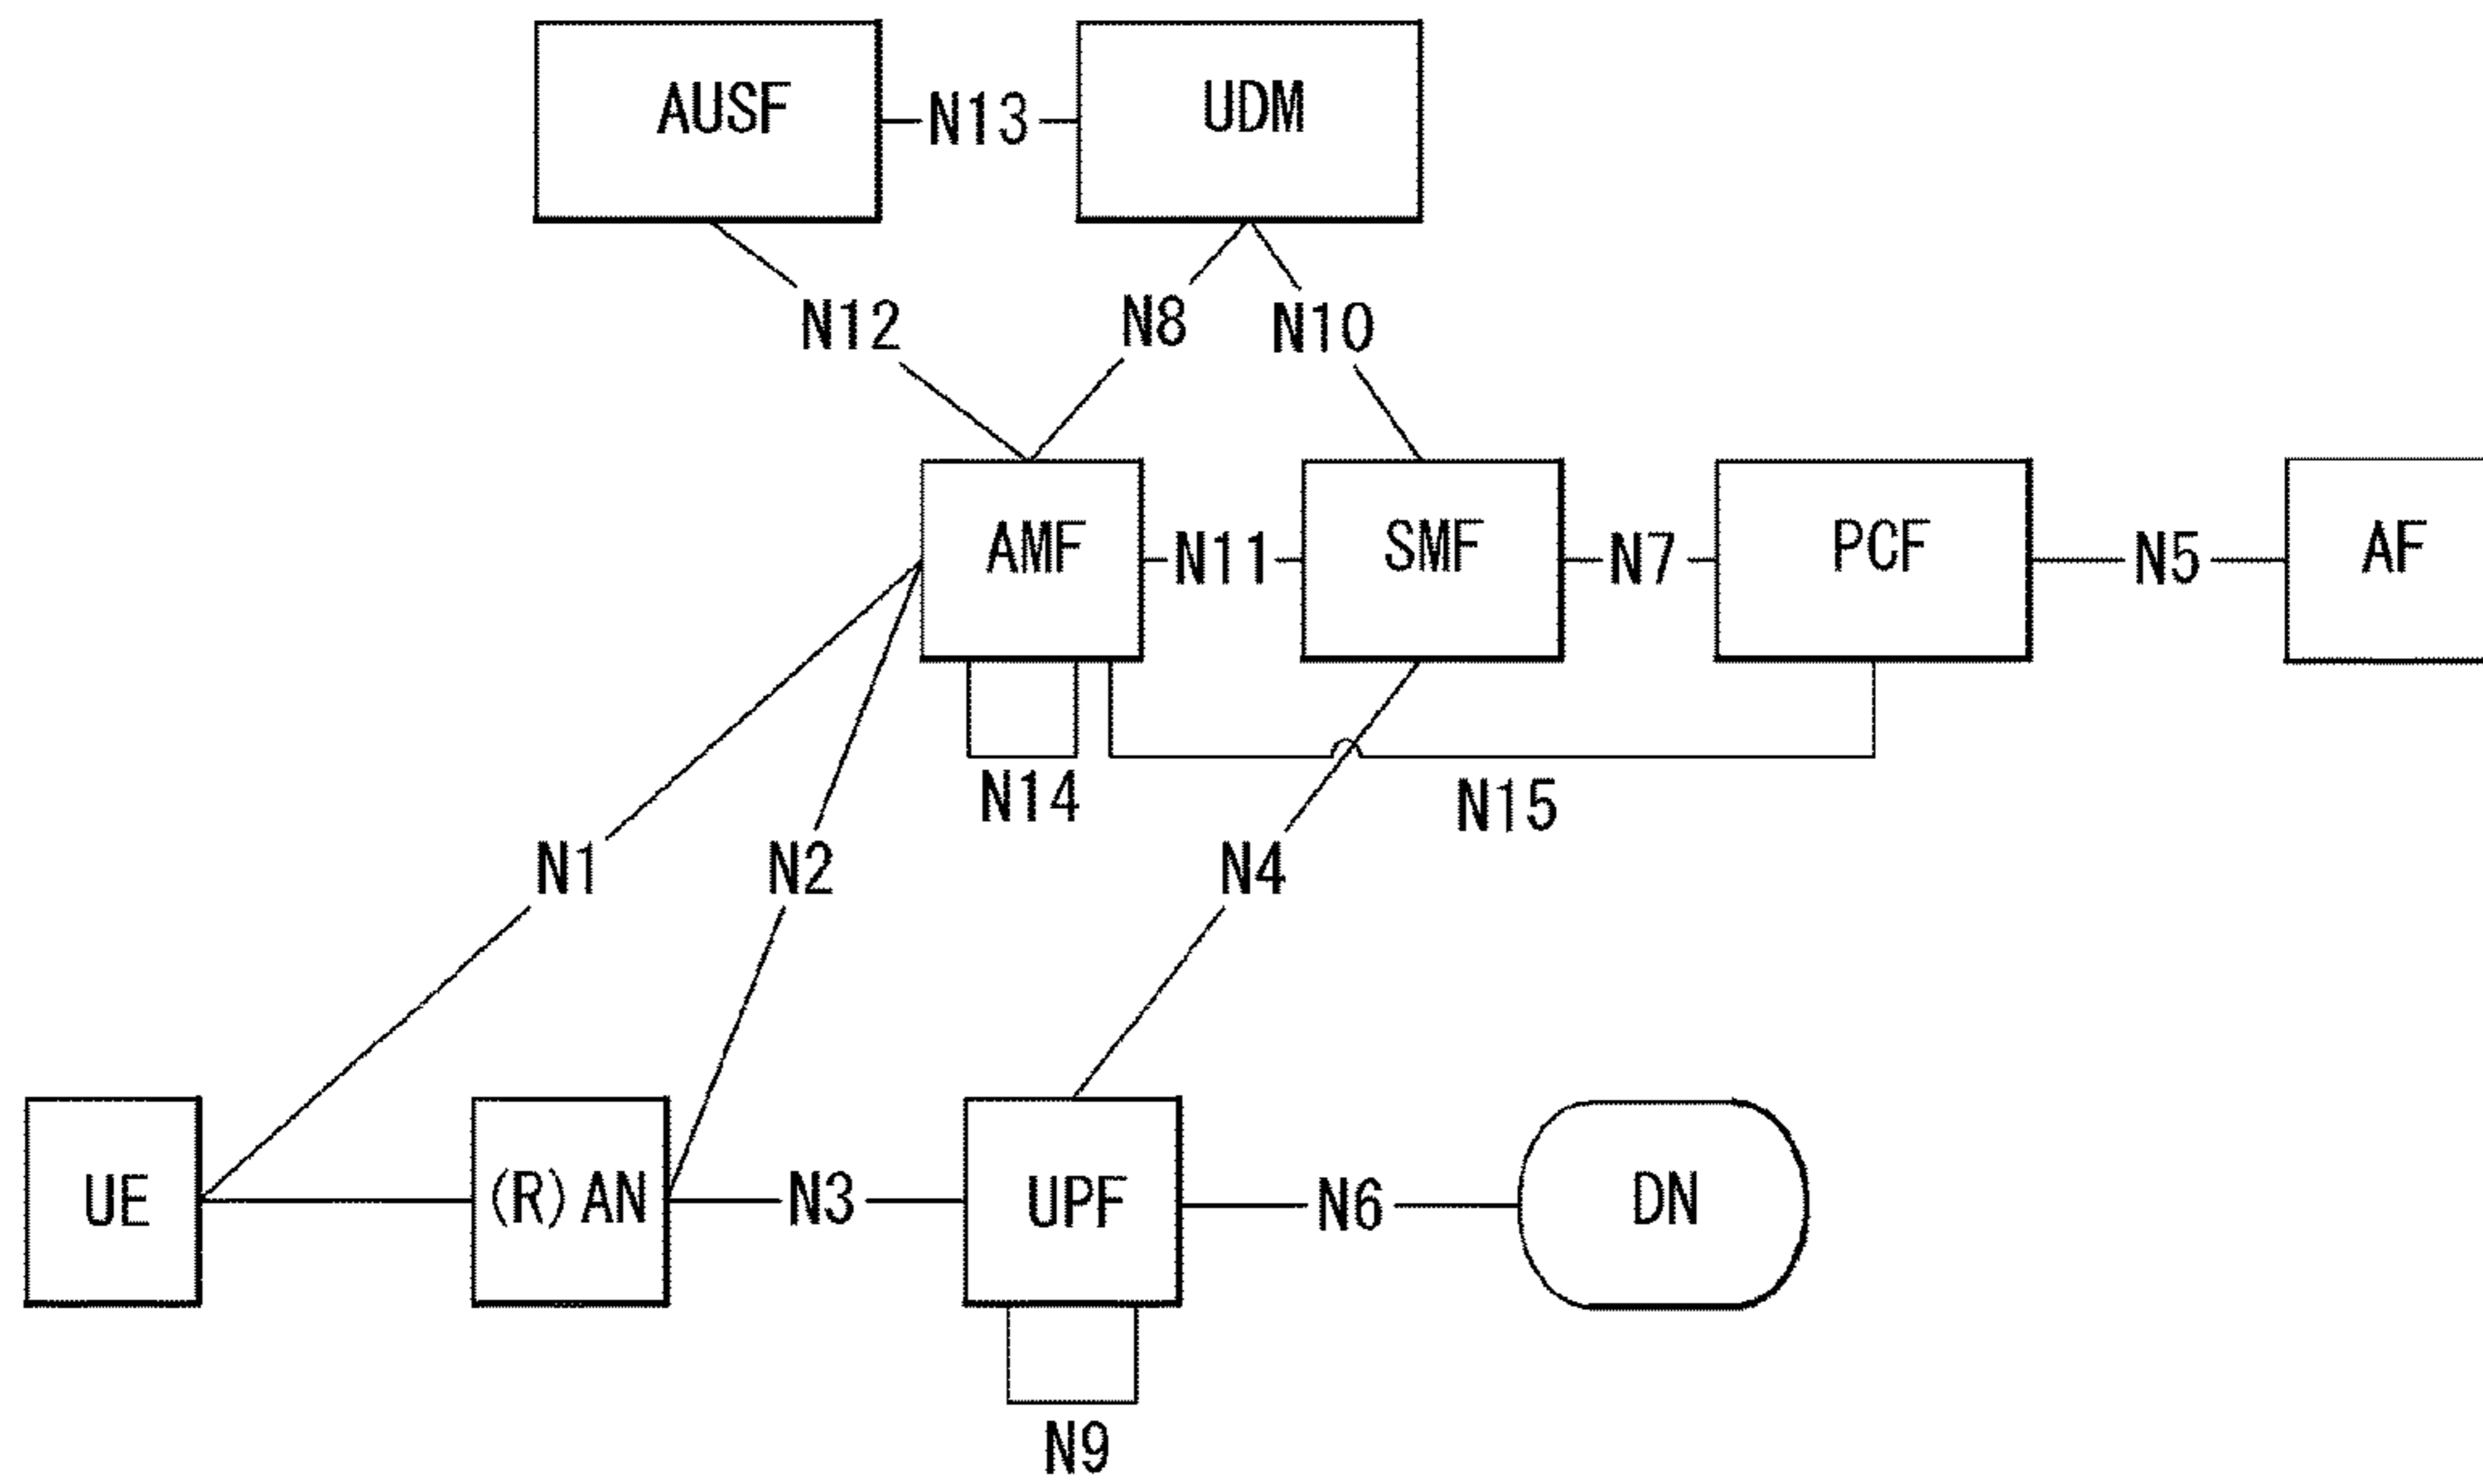 AUSF
N13
UDM
N12
N8
N10
AMF
N11
SMF
N7
PCF
N5
AF
N14
N15
N1
N2
N4
UE
(R) AN
N3
UPF
N6
DN
N9